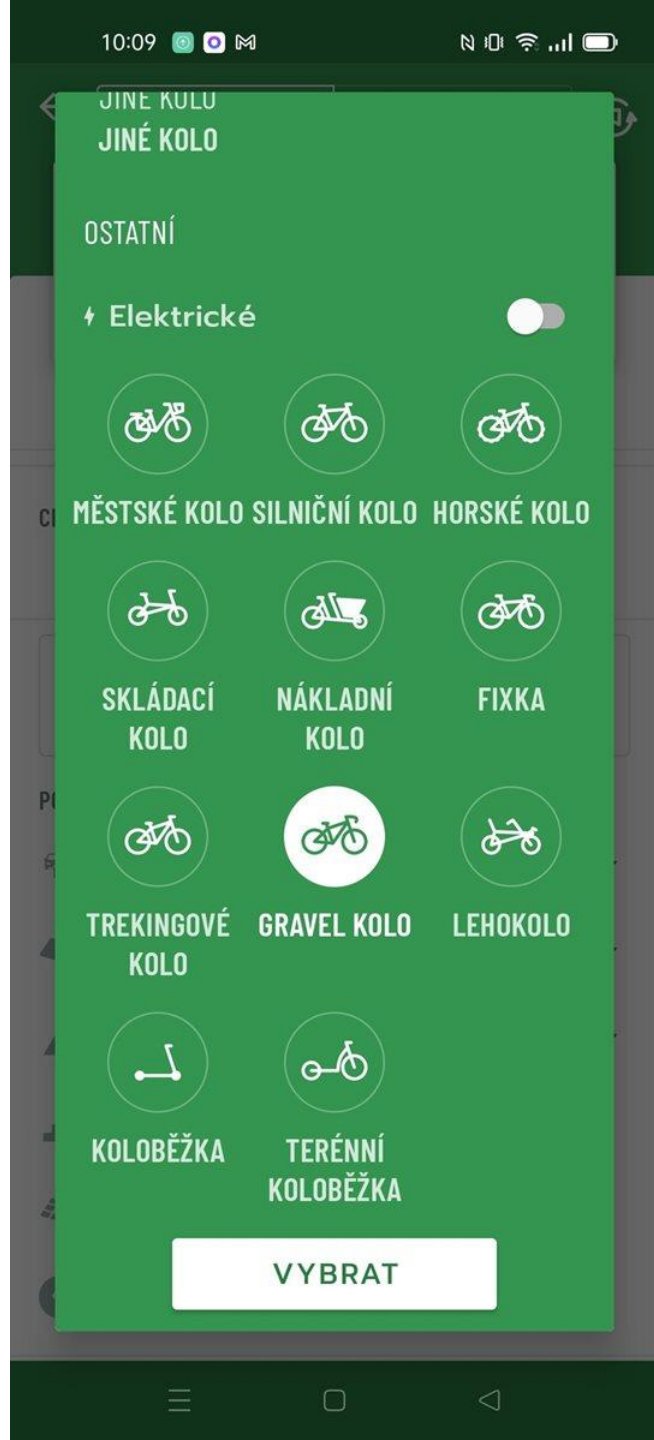 10:09
JINÉ KOLO
JINÉ KOLO
OSTATNÍ
Elektrické
MĚSTSKÉ KOLO SILNIČNÍ KOLO HORSKÉ KOLO
SKLÁDACÍ KOLO
NÁKLADNÍ KOLO
FIXKA
TREKINGOVÉ KOLO
GRAVEL KOLO
LEHOKOLO
KOLOBĚŽKA
TERÉNNÍ KOLOBĚŽKA
VYBRAT